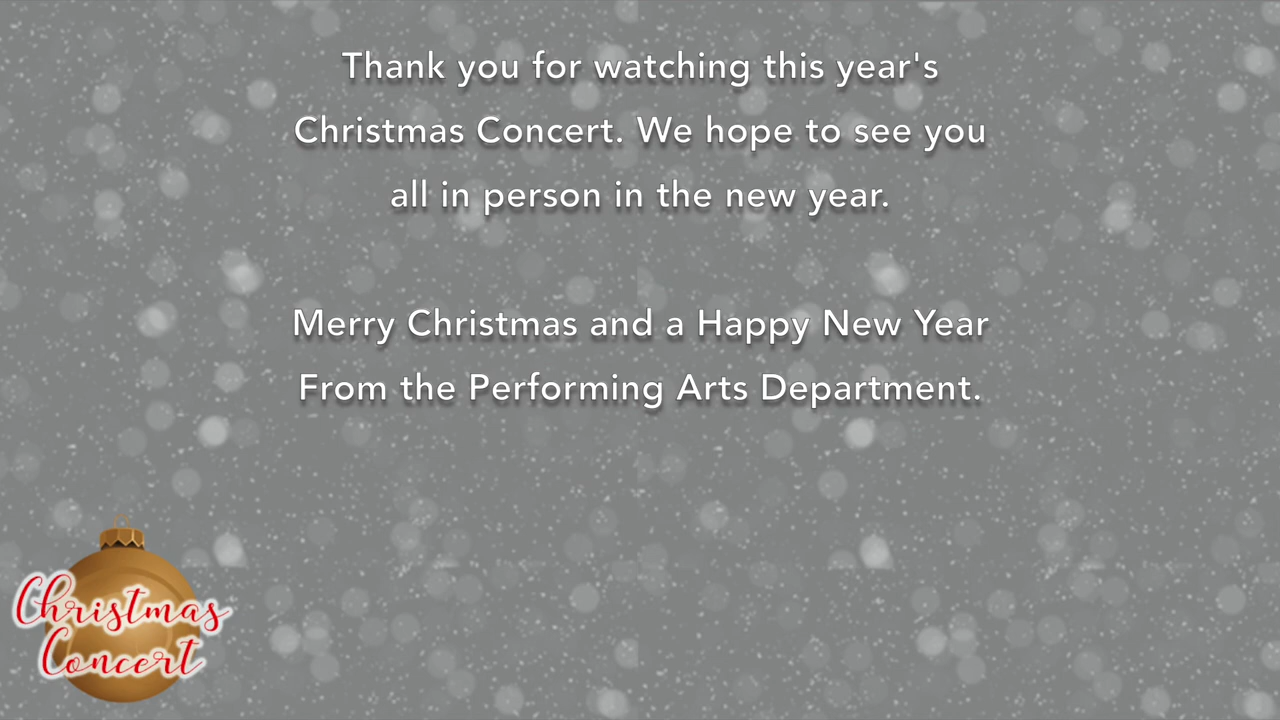 Thank you for watching this year's
Christmas Concert. We hope to see you
all in person in the new year.
Merry Christmas and a Happy New Year
From the Performing Arts Department.
Christmas
Concert